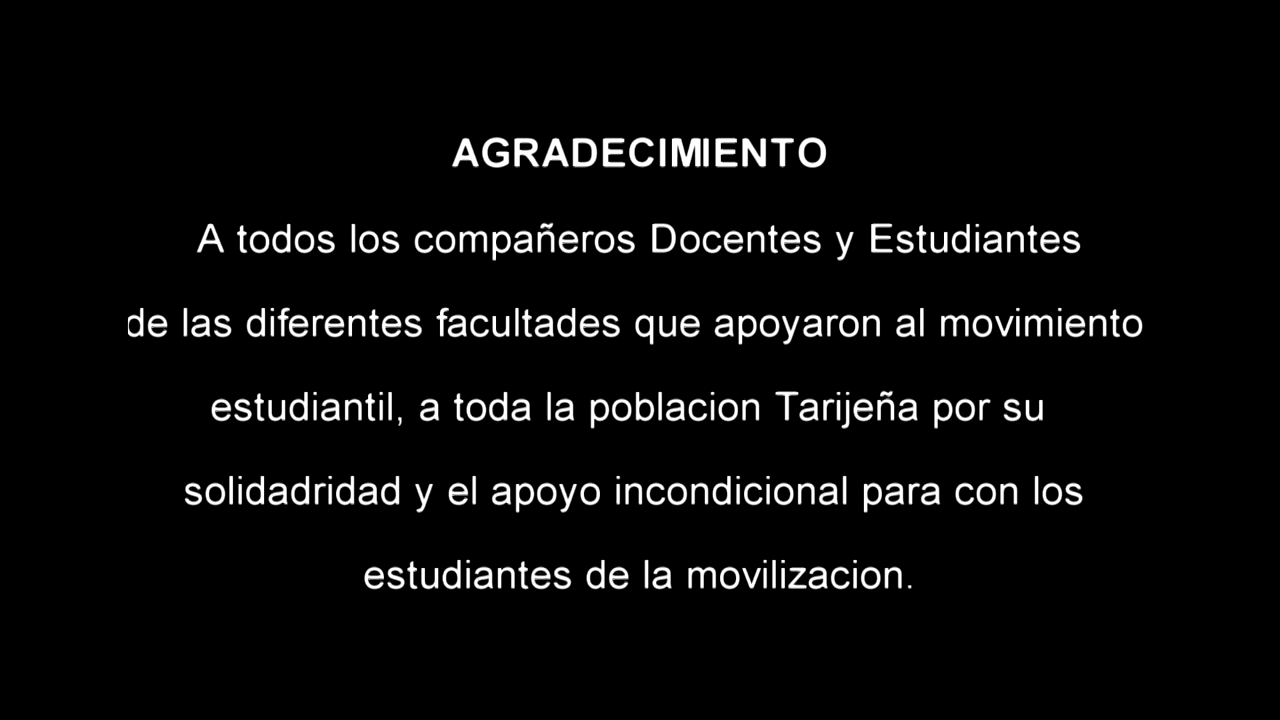 AGRADECIMIENTO
A todos los compañeros Docentes y Estudiantes
de las diferentes facultades que apoyaron al movimiento
estudiantil, a toda la poblacion Tarijeña por su
solidadridad y el apoyo incondicional para con los
estudiantes de la movilizacion.